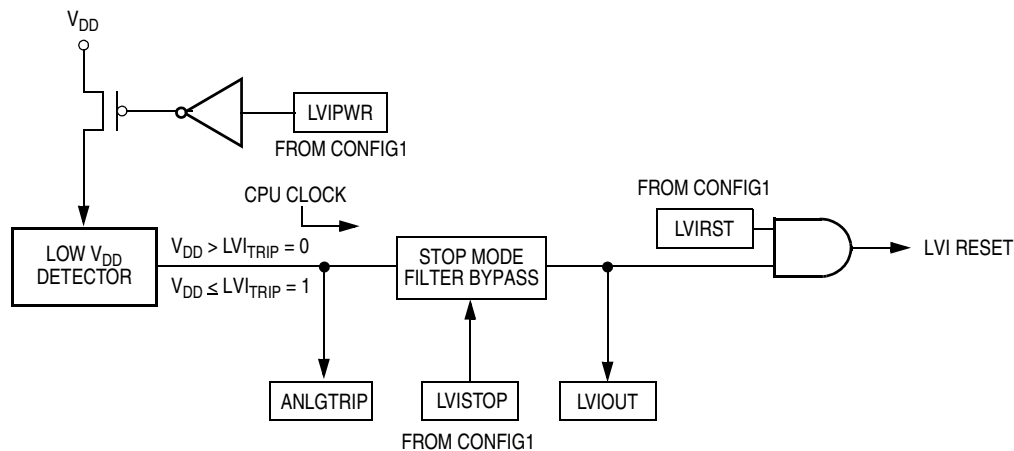 VDD
LVIPWR
FROM CONFIG1
CPU CLOCK
FROM CONFIG1
LVIRST
LOW VDD
DETECTOR
VDD > LVITRIP = 0
VDD ≤ LVITRIP = 1
STOP MODE
FILTER BYPASS
LVI RESET
ANLGTRIP
LVISTOP
LVIOUT
FROM CONFIG1